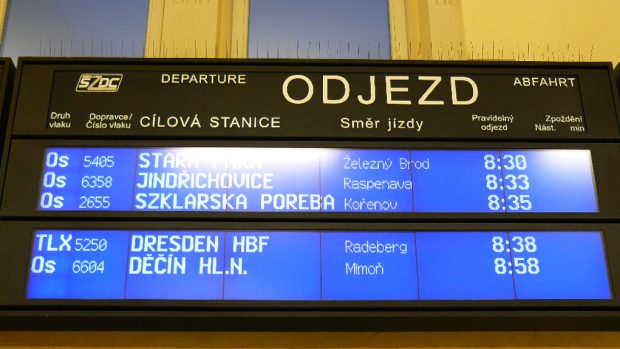 SŽDC DEPARTURE ODJEZD ABFAHRT
Druh vlaku Dopravce/ Číslo vlaku CÍLOVÁ STANICE Směr jízdy Pravidelný odjezd Zpoždění Nást. min
Os 5405 STARÁ PAKA Železný Brod 8:30
Os 6358 JINDŘICHOVICE Raspenava 8:33
Os 2655 SZKLARSKA POREBA Kořenov 8:35
TLX 5250 DRESDEN HBF Radeberg 8:38
Os 6604 DĚČÍN HL.N. Mimoň 8:58